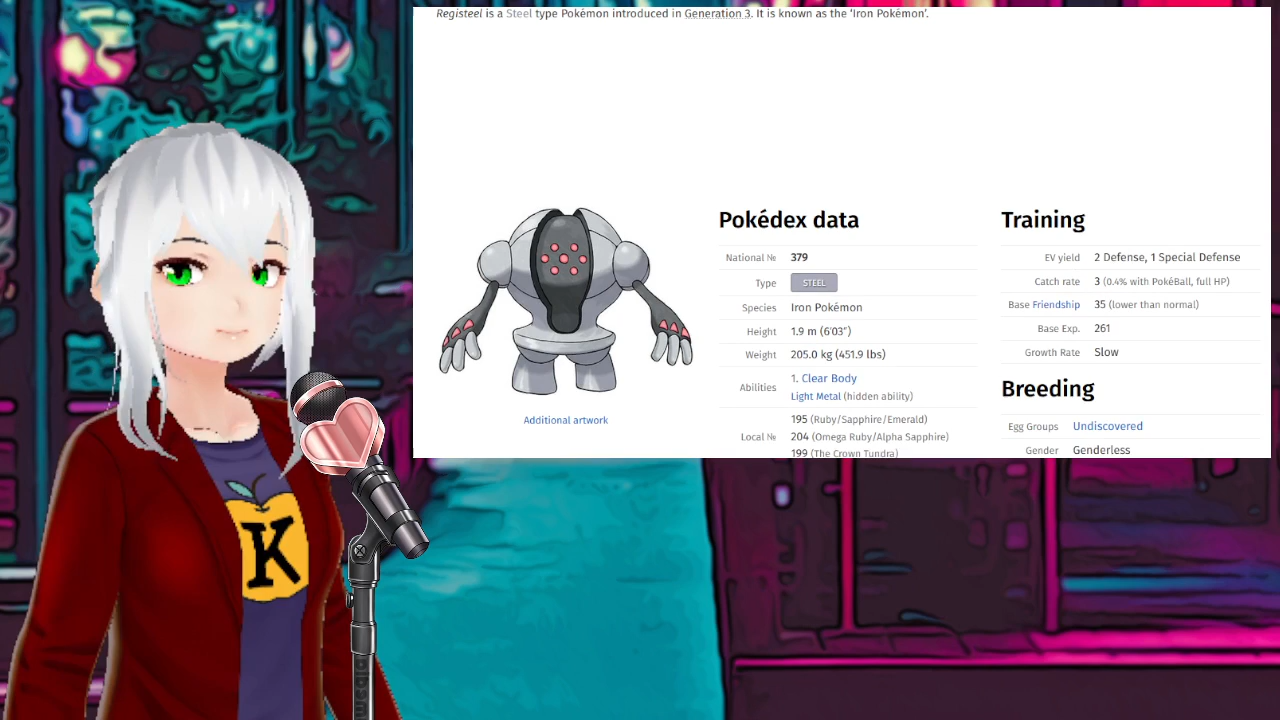 Registeel is a Steel type Pokémon introduced in Generation 3. It is known as the 'Iron Pokémon'.
Pokédex data
National № 379
Type STEEL
Species Iron Pokémon
Height 1.9 m (6′03″)
Weight 205.0 kg (451.9 lbs)
Abilities 1. Clear Body
Light Metal (hidden ability)
Local № 195 (Ruby/Sapphire/Emerald)
204 (Omega Ruby/Alpha Sapphire)
199 (The Crown Tundra)
Additional artwork
Training
EV yield 2 Defense, 1 Special Defense
Catch rate 3 (0.4% with PokéBall, full HP)
Base Friendship 35 (lower than normal)
Base Exp. 261
Growth Rate Slow
Breeding
Egg Groups Undiscovered
Gender Genderless
K